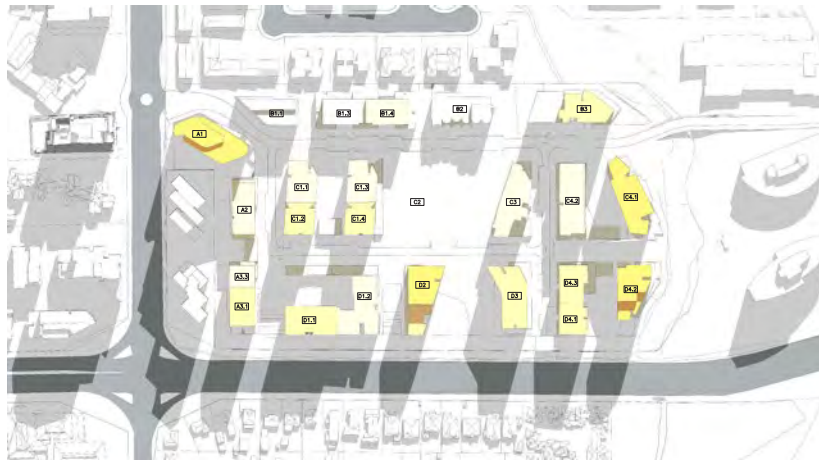 B1.1
B1.3
B1.4
B2
B3
A1
C1.1
C1.3
C4.2
C4.1
C2
C3
A2
C1.2
C1.4
A3.3
D1.2
D2
D3
D4.3
D4.2
A3.1
D1.1
D4.1